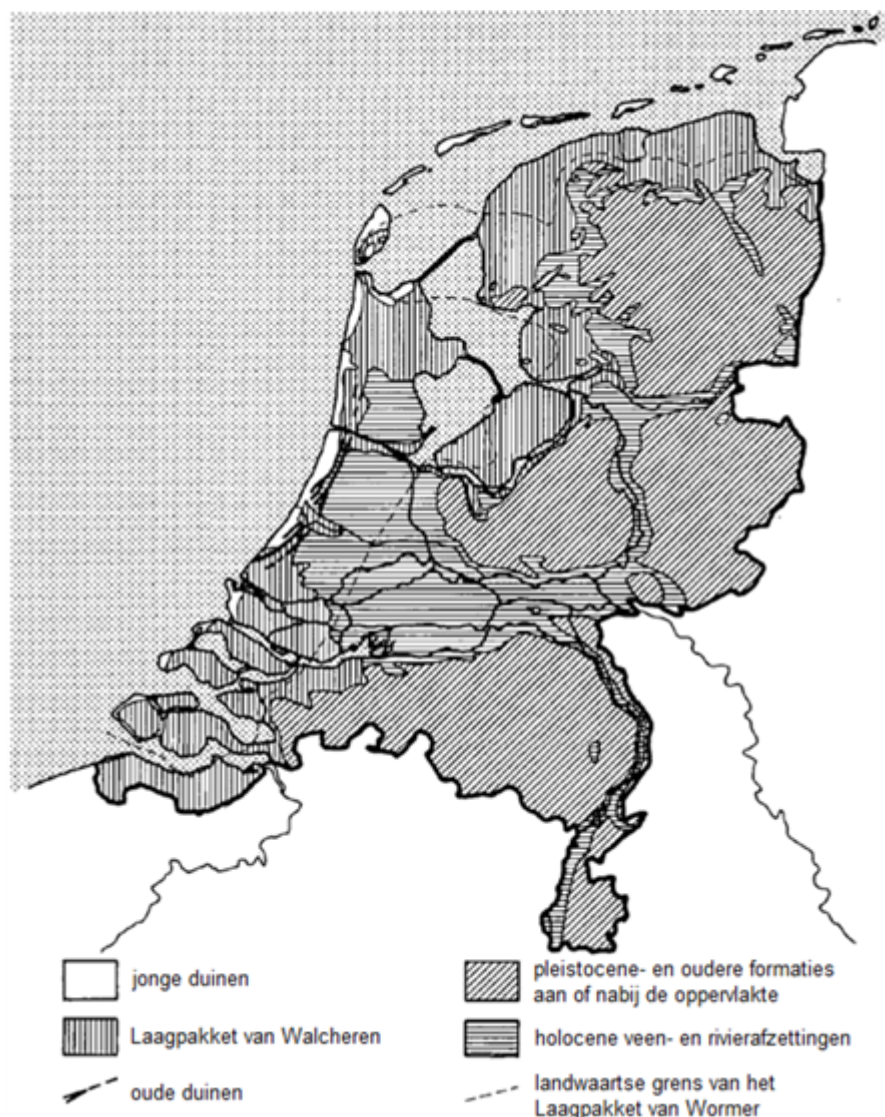 jonge duinen
Laagpakket van Walcheren
oude duinen
pleistocene- en oudere formaties
aan of nabij de oppervlakte
holocene veen- en rivierafzettingen
landwaartse grens van het
Laagpakket van Wormer